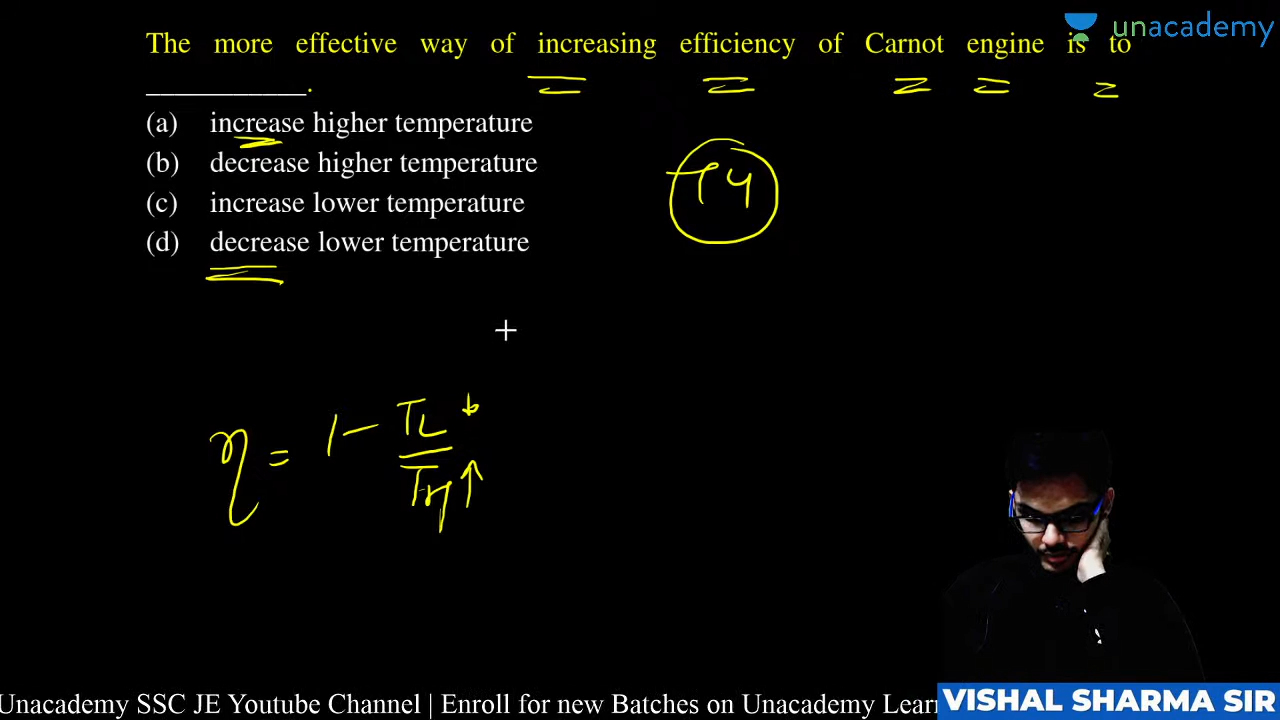 unacademy
The more effective way of increasing efficiency of Carnot engine is to
___________.
(a) increase higher temperature
(b) decrease higher temperature
(c) increase lower temperature
(d) decrease lower temperature
η = 1 - TL ↓
TH ↑
Unacademy SSC JE Youtube Channel | Enroll for new Batches on Unacademy Learn
VISHAL SHARMA SIR